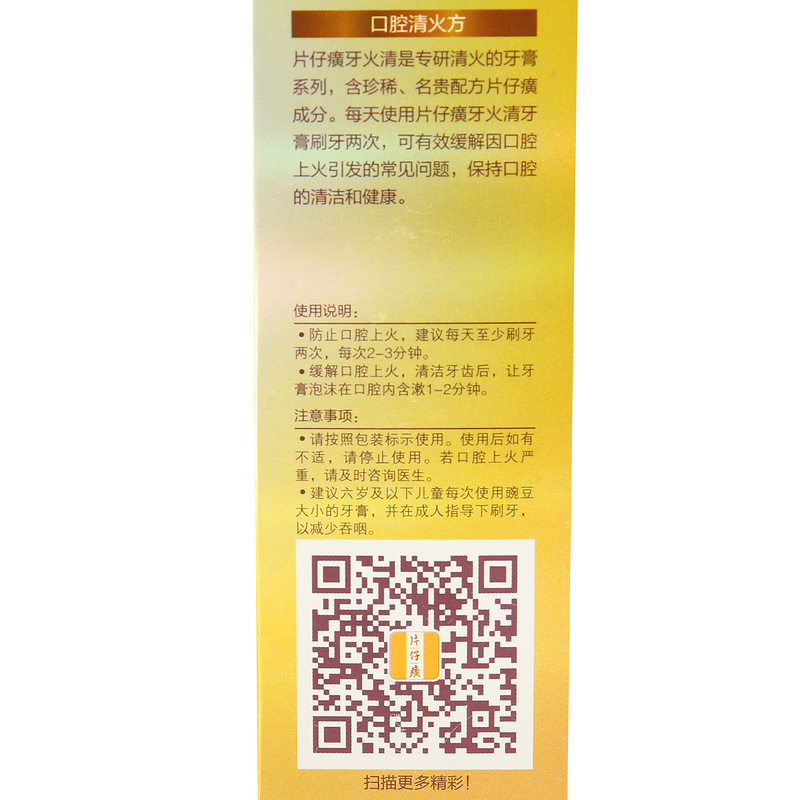 口腔清火方
片仔癀牙火清是专研清火的牙膏
系列，含珍稀、名贵配方片仔癀
成分。每天使用片仔癀牙火清牙
膏刷牙两次，可有效缓解因口腔
上火引发的常见问题，保持口腔
的清洁和健康。
使用说明：
•防止口腔上火，建议每天至少刷牙
两次，每次2-3分钟。
•缓解口腔上火，清洁牙齿后，让牙
膏泡沫在口腔内含漱1-2分钟。
注意事项：
•请按照包装标示使用。使用后如有
不适，请停止使用。若口腔上火严
重，请及时咨询医生。
•建议六岁及以下儿童每次使用豌豆
大小的牙膏，并在成人指导下刷牙，
以减少吞咽。
片仔癀
扫描更多精彩！